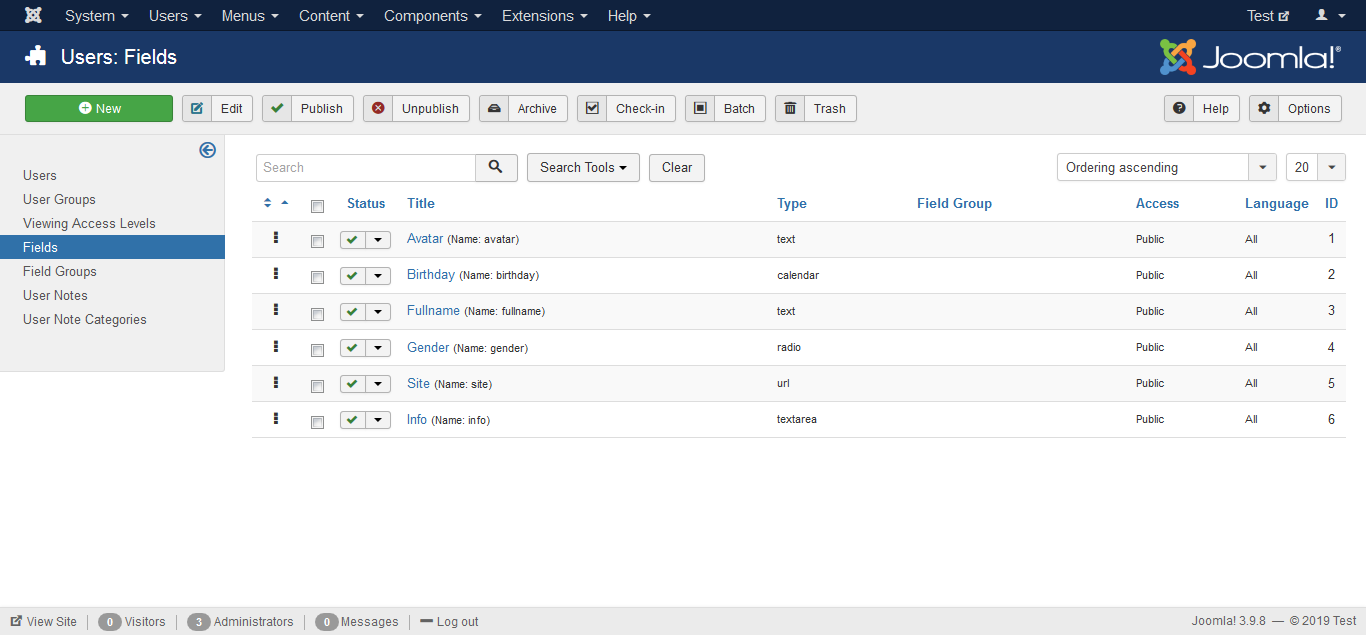 System Users Menus Content Components Extensions Help Test
Users: Fields Joomla!®
New Edit Publish Unpublish Archive Check-in Batch Trash Help Options
Users
User Groups
Viewing Access Levels
Fields
Field Groups
User Notes
User Note Categories
Search Search Tools Clear Ordering ascending 20
Status Title Type Field Group Access Language ID
Avatar (Name: avatar) text Public All 1
Birthday (Name: birthday) calendar Public All 2
Fullname (Name: fullname) text Public All 3
Gender (Name: gender) radio Public All 4
Site (Name: site) url Public All 5
Info (Name: info) textarea Public All 6
View Site 0 Visitors 3 Administrators 0 Messages Log out Joomla! 3.9.8 — © 2019 Test